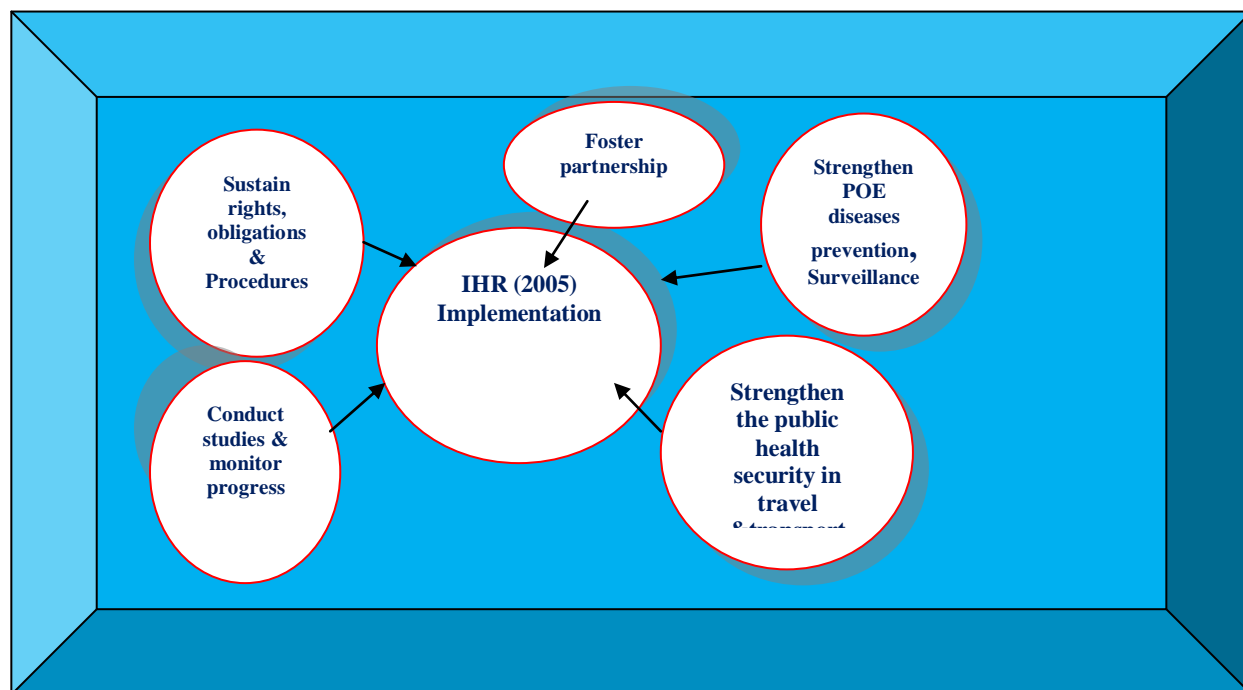 Foster
partnership
Sustain
rights,
obligations
&
Procedures
Strengthen
POE
diseases
prevention,
Surveillance
IHR (2005)
Implementation
Conduct
studies &
monitor
progress
Strengthen
the public
health
security in
travel
& transport